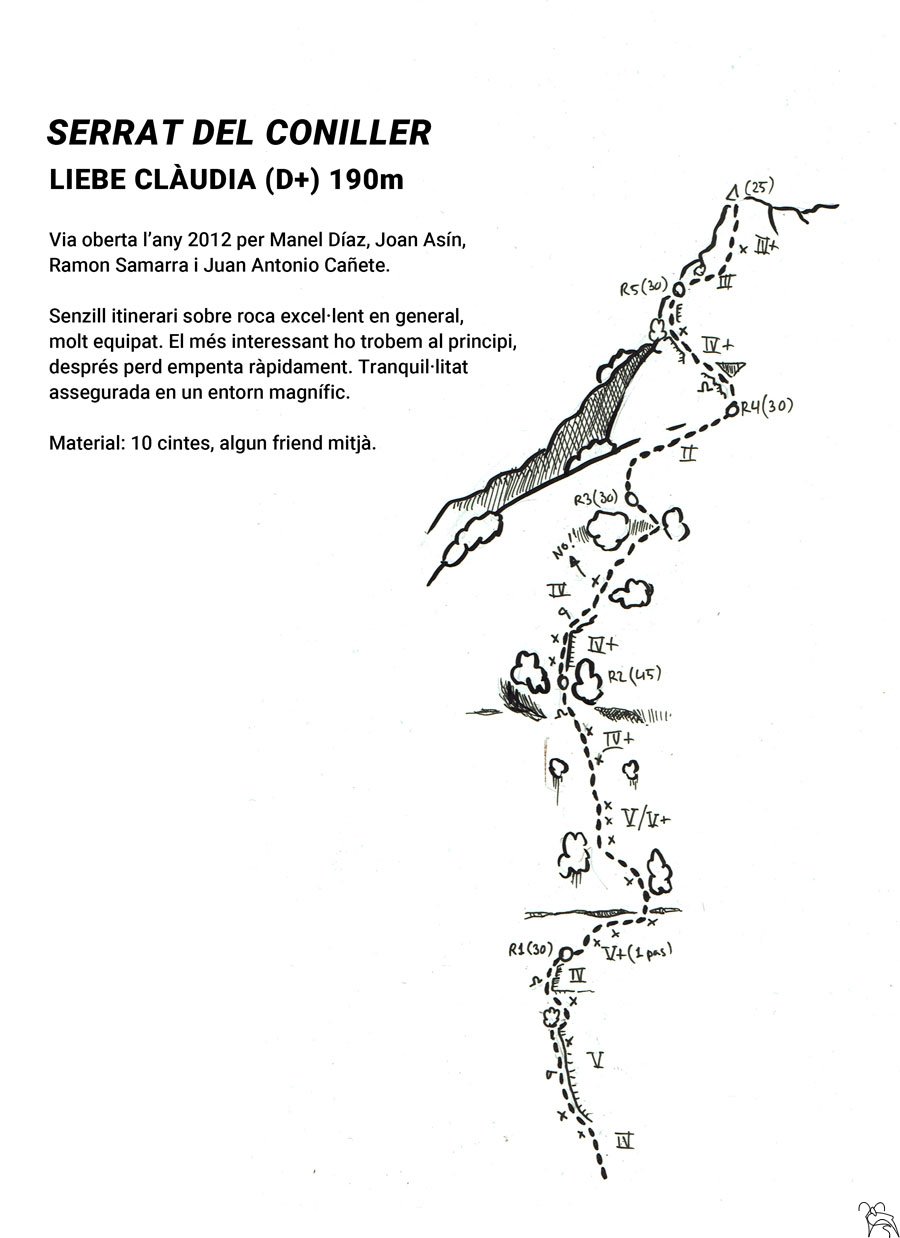 SERRAT DEL CONILLER
LIEBE CLÀUDIA (D+) 190m
Via oberta l'any 2012 per Manel Díaz, Joan Asín,
Ramon Samarra i Juan Antonio Cañete.
Senzill itinerari sobre roca excel·lent en general,
molt equipat. El més interessant ho trobem al principi,
després perd empenta ràpidament. Tranquil·litat
assegurada en un entorn magnífic.
Material: 10 cintes, algun friend mitjà.
(25)
IV+
III
R5(30)
IV+
R4(30)
II
R3(30)
NO!
IV
IV+
R2(45)
IV+
V/V+
R1(30)
V+(1 pas)
IV
V
IV